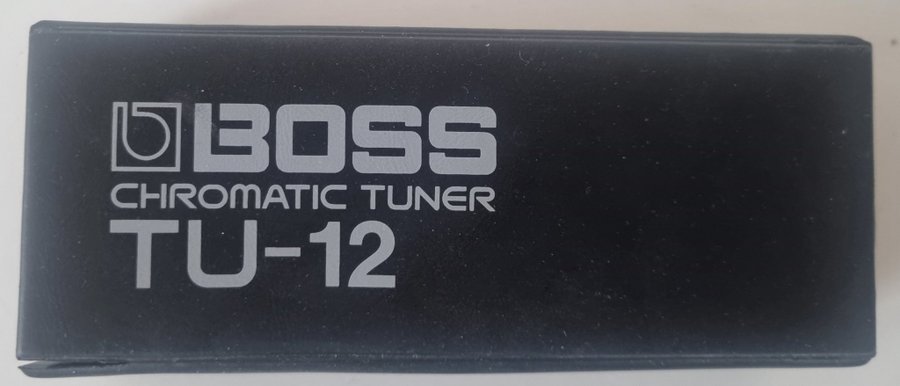 BOSS
CHROMATIC TUNER
TU-12